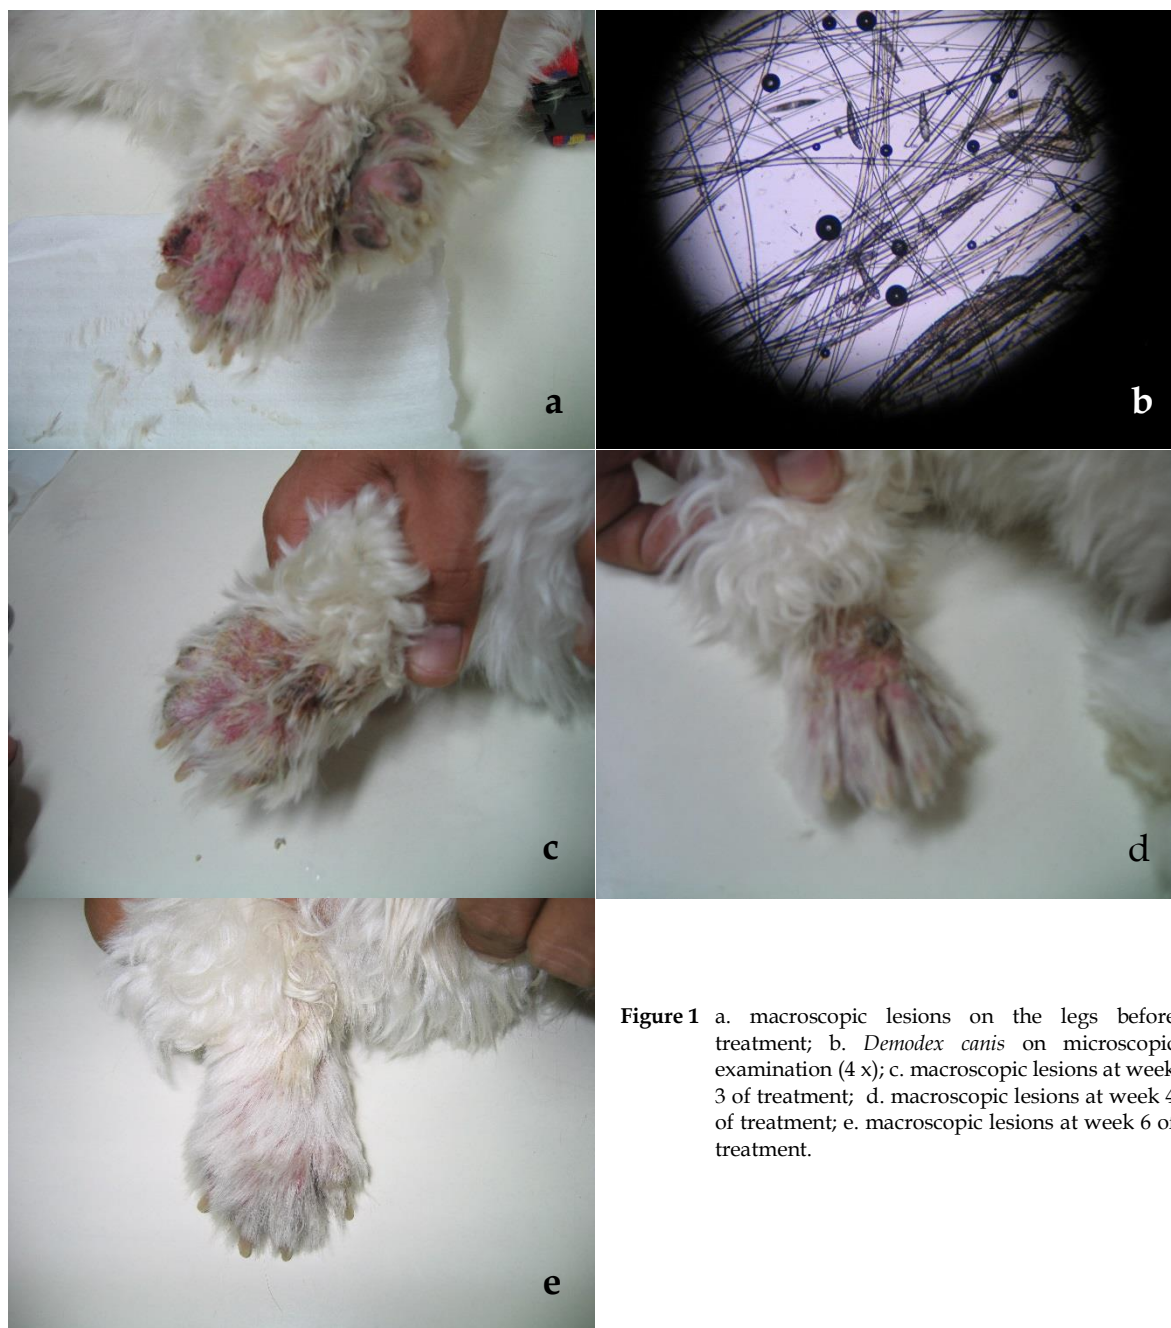 a
b
c
d
e
Figure 1 a. macroscopic lesions on the legs before
treatment; b. Demodex canis on microscopic
examination (4 x); c. macroscopic lesions at week
3 of treatment; d. macroscopic lesions at week 4
of treatment; e. macroscopic lesions at week 6 of
treatment.